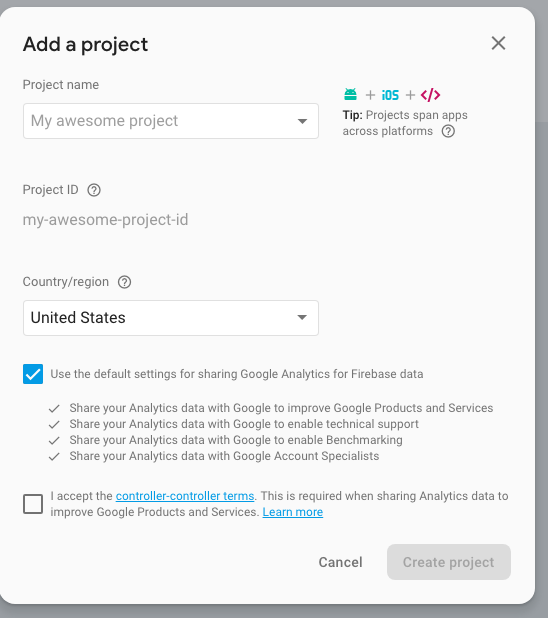 Add a project
Project name
My awesome project
+ iOS + </>
Tip: Projects span apps
across platforms ?
Project ID ?
my-awesome-project-id
Country/region ?
United States
Use the default settings for sharing Google Analytics for Firebase data
Share your Analytics data with Google to improve Google Products and Services
Share your Analytics data with Google to enable technical support
Share your Analytics data with Google to enable Benchmarking
Share your Analytics data with Google Account Specialists
I accept the controller-controller terms. This is required when sharing Analytics data to
improve Google Products and Services. Learn more
Cancel
Create project